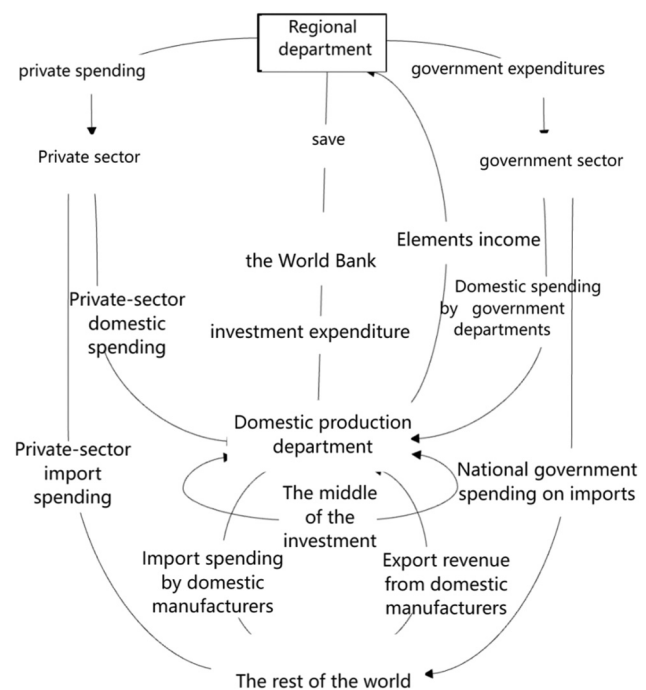 Regional
department
private spending
government expenditures
save
Private sector
government sector
Elements income
the World Bank
Private-sector
domestic
spending
Domestic spending
by government
departments
investment expenditure
Domestic production
department
Private-sector
import
spending
National government
spending on imports
The middle
of the
investment
Import spending
by domestic
manufacturers
Export revenue
from domestic
manufacturers
The rest of the world